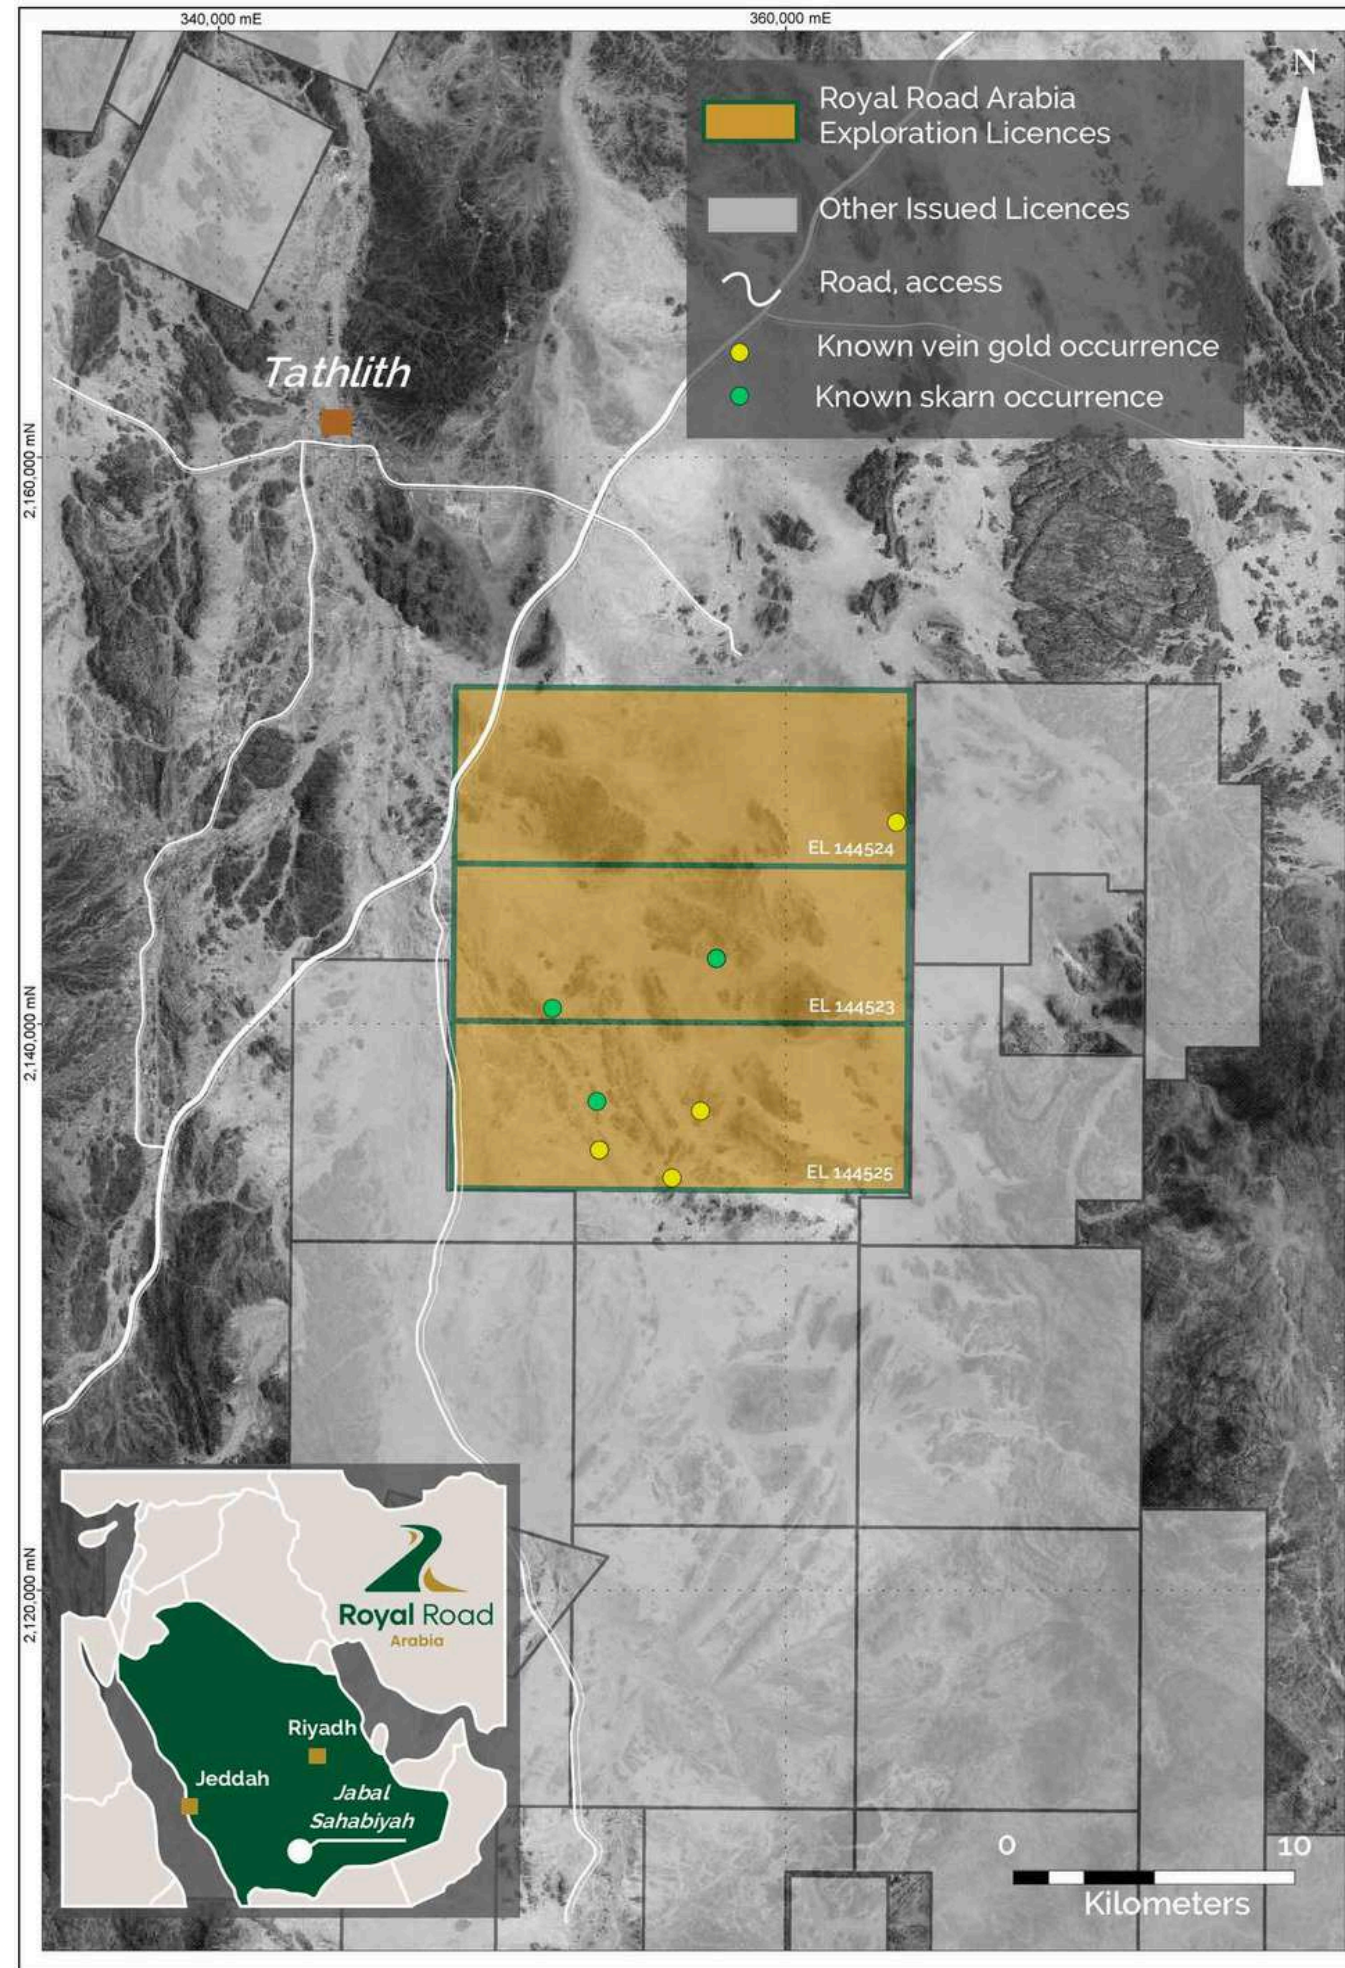 340,000 mE
360,000 mE
N
Royal Road Arabia
Exploration Licences
Other Issued Licences
Road, access
Known vein gold occurrence
Known skarn occurrence
Tathlith
2,160,000 mN
EL 144524
EL 144523
2,140,000 mN
EL 144525
2,120,000 mN
Royal Road
Arabia
Riyadh
Jeddah
Jabal
Sahabiyah
0 10
Kilometers